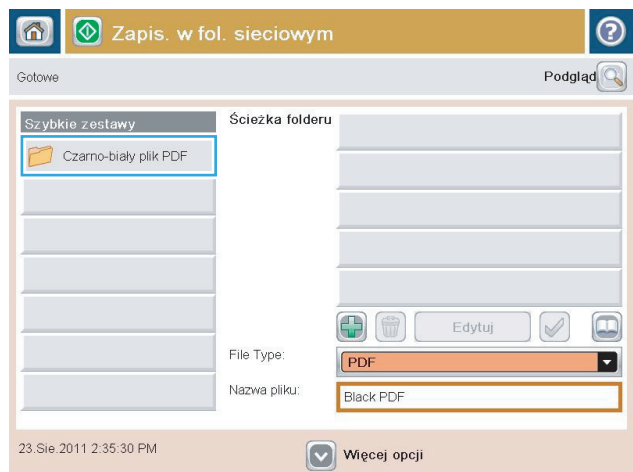 Zapis. w fol. sieciowym
Gotowe
Podgląd
Szybkie zestawy
Czarno-biały plik PDF
Ścieżka folderu
Edytuj
File Type:
PDF
Nazwa pliku:
Black PDF
23.Sie.2011 2:35:30 PM
Więcej opcji